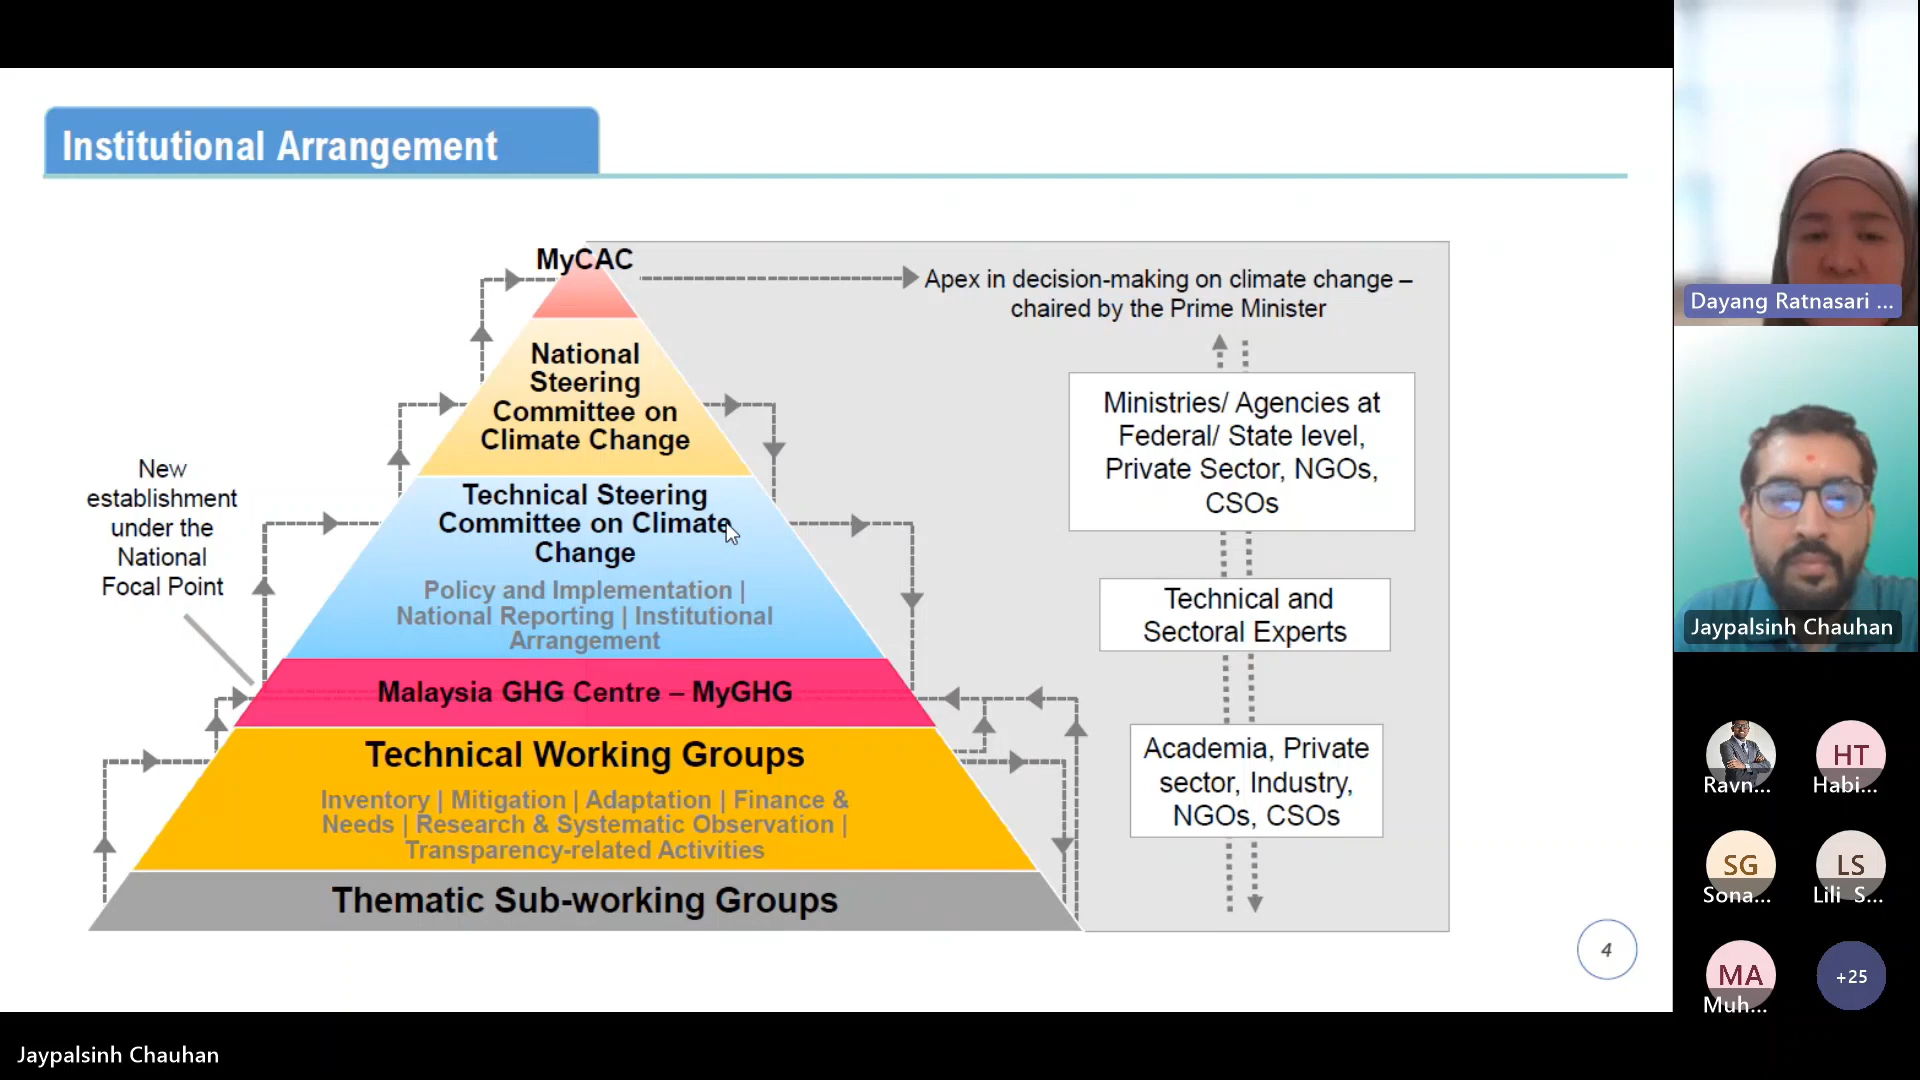 Institutional Arrangement
MyCAC
Apex in decision-making on climate change –
chaired by the Prime Minister
National
Steering
Committee on
Climate Change
Ministries/ Agencies at
Federal/ State level,
Private Sector, NGOs,
CSOs
New
establishment
under the
National
Focal Point
Technical Steering
Committee on Climate
Change
Policy and Implementation |
National Reporting | Institutional
Arrangement
Technical and
Sectoral Experts
Malaysia GHG Centre – MyGHG
Technical Working Groups
Inventory | Mitigation | Adaptation | Finance &
Needs | Research & Systematic Observation |
Transparency-related Activities
Academia, Private
sector, Industry,
NGOs, CSOs
Thematic Sub-working Groups
4
Dayang Ratnasari ...
Jaypalsinh Chauhan
Ravn...
HT
Habi...
SG
Sona...
LS
Lili S...
MA
Muh...
+25
Jaypalsinh Chauhan